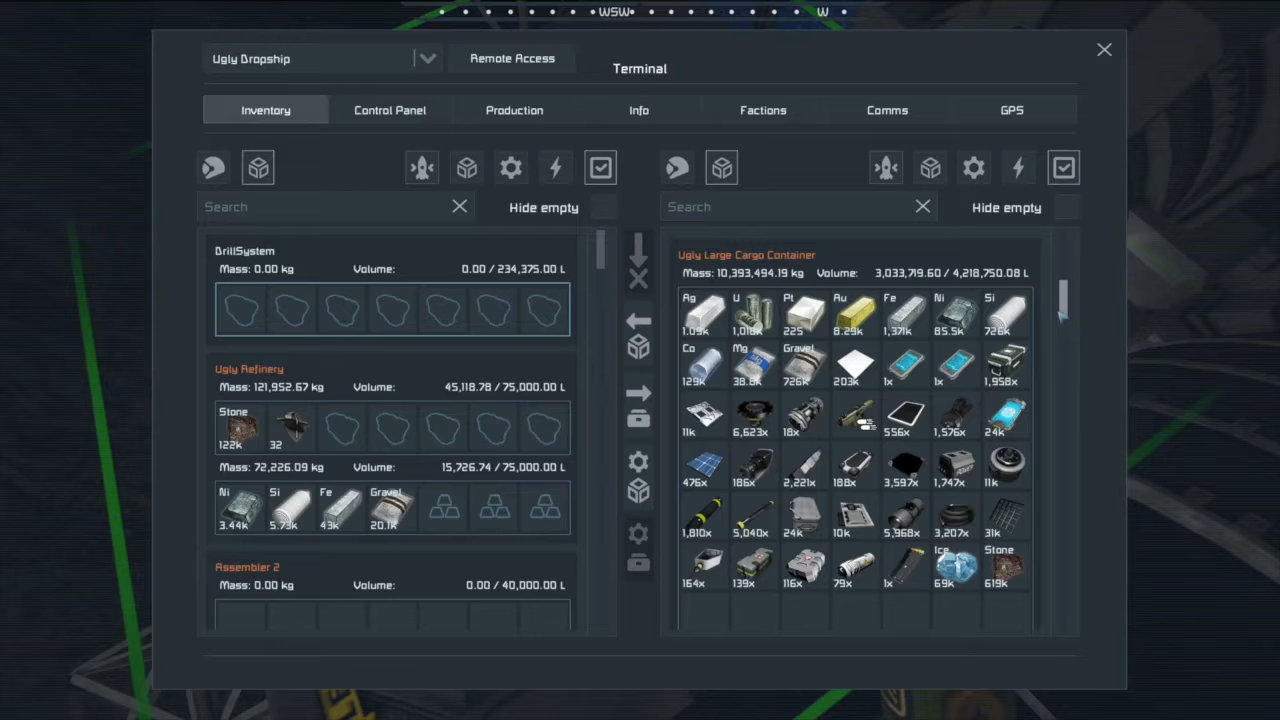 WSW W
Ugly Dropship Remote Access
Terminal
Inventory Control Panel Production Info Factions Comms GPS
Search Hide empty Search Hide empty
DrillSystem
Mass: 0.00 kg Volume: 0.00 / 234,375.00 L
Ugly Refinery
Mass: 121,952.67 kg Volume: 45,118.78 / 75,000.00 L
Stone
122k 32
Mass: 72,226.09 kg Volume: 15,726.74 / 75,000.00 L
Ni Si Fe Gravel
3.44k 5.73k 43k 20.1k
Assembler 2
Mass: 0.00 kg Volume: 0.00 / 40,000.00 L
Ugly Large Cargo Container
Mass: 10,393,494.19 kg Volume: 3,033,719.60 / 4,218,750.08 L
Ag U Pt Au Fe Ni Si
1.09k 1,018k 225 8.29k 1,371k 85.5k 726k
Co Mg Gravel
129k 38.8k 726k 203k 1x 1x 1,958x
11k 6,623x 18x 556x 1,576x 24k
476x 186x 2,221x 188x 3,597x 1,747x 11k
1,810x 5,040x 24k 10k 5,968x 3,207x 31k
Ice Stone
164x 139x 116x 79x 1x 69k 619k